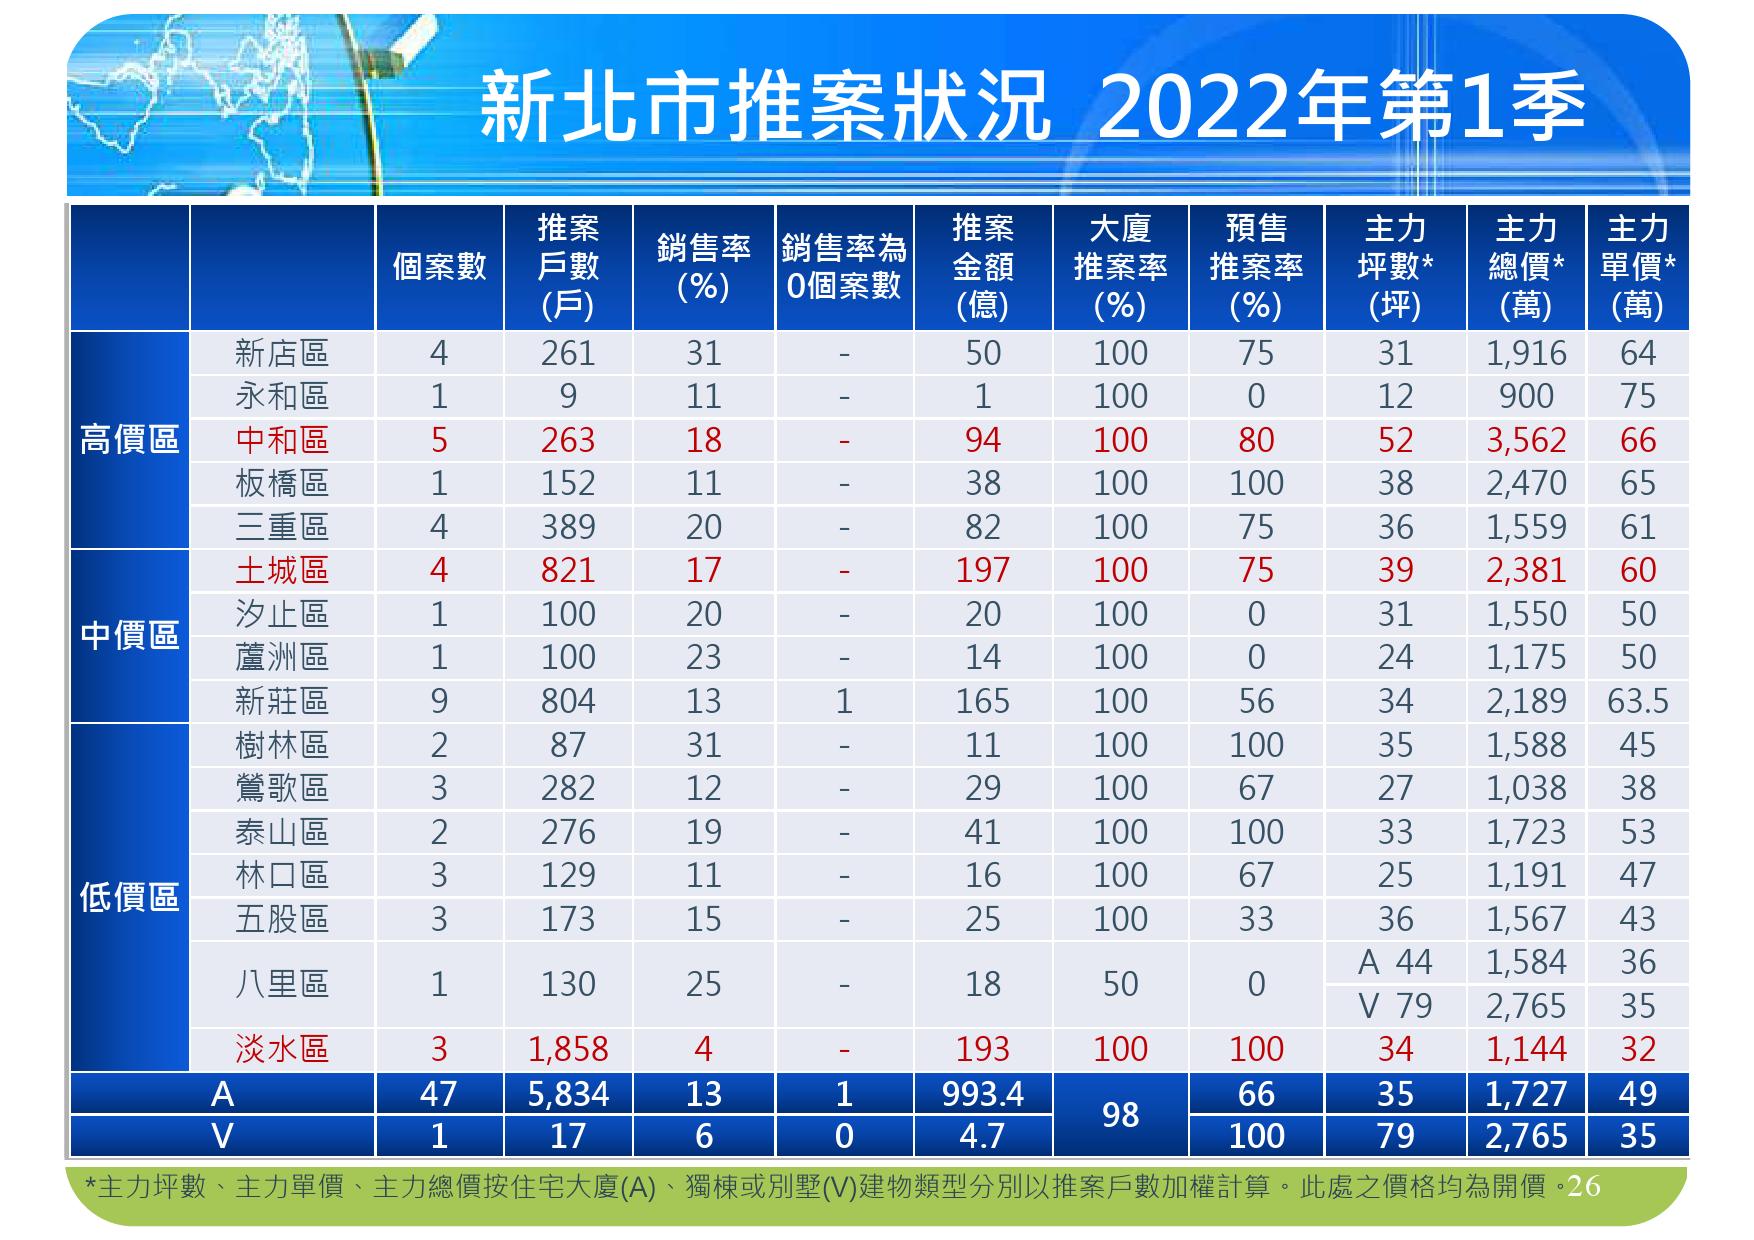 新北市推案狀況 2022年第1季
個案數 推案戶數(戶) 銷售率(%) 銷售率為0個案數 推案金額(億) 大廈推案率(%) 預售推案率(%) 主力坪數*(坪) 主力總價*(萬) 主力單價*(萬)
高價區
新店區 4 261 31 - 50 100 75 31 1,916 64
永和區 1 9 11 - 1 100 0 12 900 75
中和區 5 263 18 - 94 100 80 52 3,562 66
板橋區 1 152 11 - 38 100 100 38 2,470 65
三重區 4 389 20 - 82 100 75 36 1,559 61
中價區
土城區 4 821 17 - 197 100 75 39 2,381 60
汐止區 1 100 20 - 20 100 0 31 1,550 50
蘆洲區 1 100 23 - 14 100 0 24 1,175 50
新莊區 9 804 13 1 165 100 56 34 2,189 63.5
低價區
樹林區 2 87 31 - 11 100 100 35 1,588 45
鶯歌區 3 282 12 - 29 100 67 27 1,038 38
泰山區 2 276 19 - 41 100 100 33 1,723 53
林口區 3 129 11 - 16 100 67 25 1,191 47
五股區 3 173 15 - 25 100 33 36 1,567 43
八里區 1 130 25 - 18 50 0 A 44 1,584 36
V 79 2,765 35
淡水區 3 1,858 4 - 193 100 100 34 1,144 32
A 47 5,834 13 1 993.4 98 66 35 1,727 49
V 1 17 6 0 4.7 100 79 2,765 35
*主力坪數、主力單價、主力總價按住宅大廈(A)、獨棟或別墅(V)建物類型分別以推案戶數加權計算。此處之價格均為開價。26